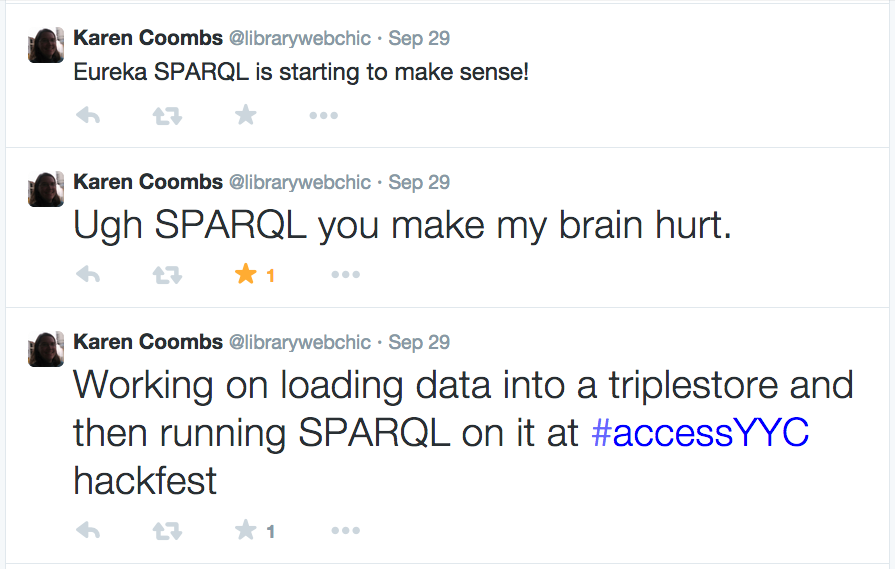 Karen Coombs @librarywebchic · Sep 29
Eureka SPARQL is starting to make sense!
Karen Coombs @librarywebchic · Sep 29
Ugh SPARQL you make my brain hurt.
1
Karen Coombs @librarywebchic · Sep 29
Working on loading data into a triplestore and
then running SPARQL on it at #accessYYC
hackfest
1